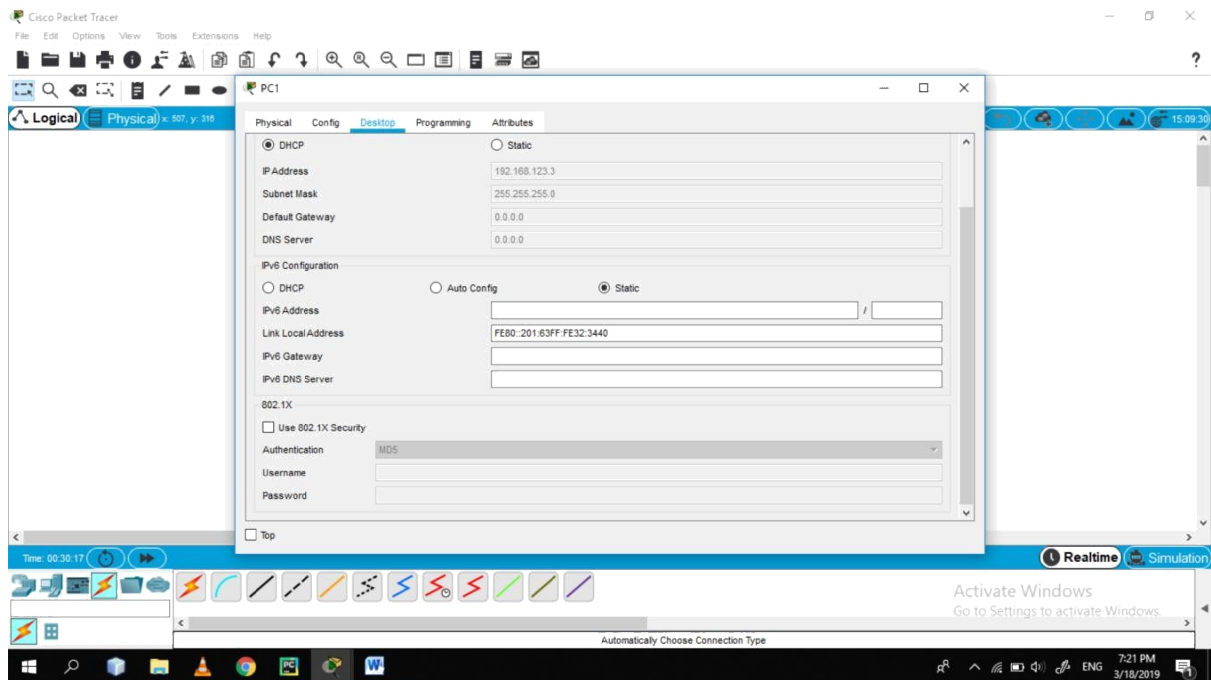 Cisco Packet Tracer
File Edit Options View Tools Extensions Help
?
PC1
Logical Physical x: 507, y: 316 15:09:30
Physical Config Desktop Programming Attributes
DHCP Static
IP Address 192.168.123.3
Subnet Mask 255.255.255.0
Default Gateway 0.0.0.0
DNS Server 0.0.0.0
IPv6 Configuration
DHCP Auto Config Static
IPv6 Address /
Link Local Address FE80::201:63FF:FE32:3440
IPv6 Gateway
IPv6 DNS Server
802.1X
Use 802.1X Security
Authentication MD5
Username
Password
Top
Time: 00:30:17 Realtime Simulation
Activate Windows
Go to Settings to activate Windows.
Automatically Choose Connection Type
PC W ENG 7:21 PM
3/18/2019 1